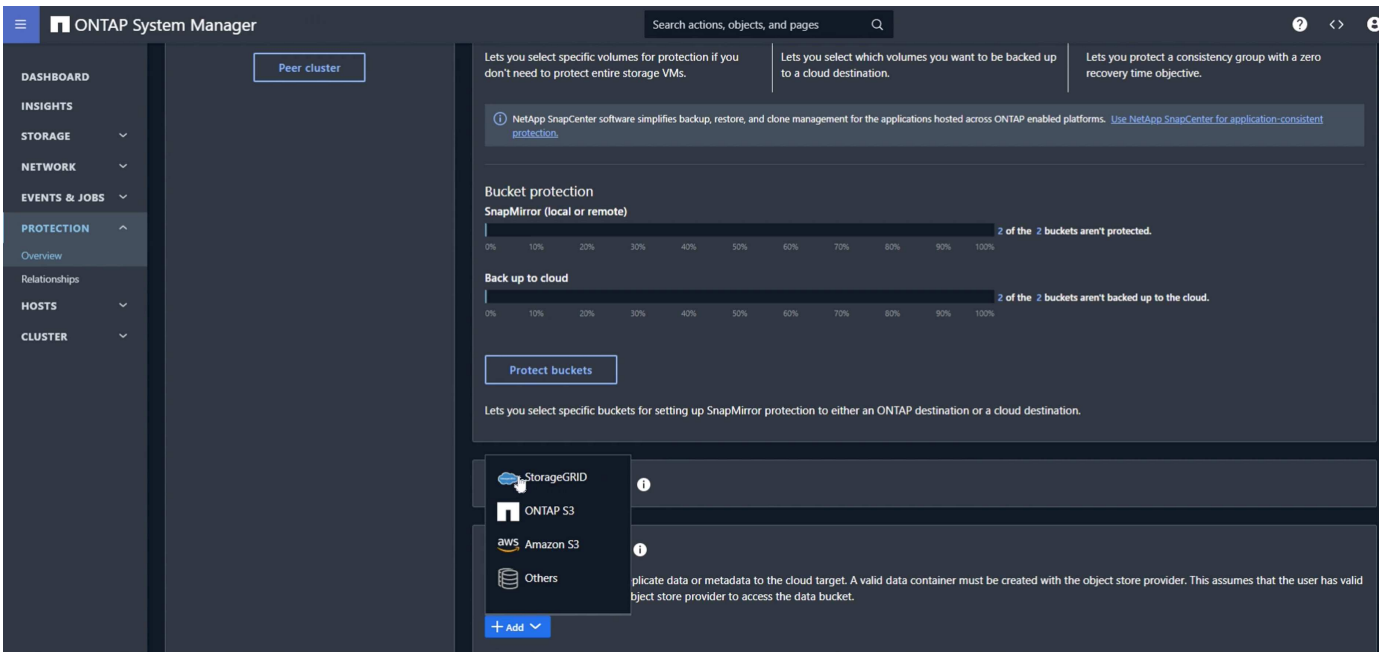 ONTAP System Manager
Search actions, objects, and pages
DASHBOARD
INSIGHTS
STORAGE
NETWORK
EVENTS & JOBS
PROTECTION
Overview
Relationships
HOSTS
CLUSTER
Peer cluster
Lets you select specific volumes for protection if you
don't need to protect entire storage VMs.
Lets you select which volumes you want to be backed up
to a cloud destination.
Lets you protect a consistency group with a zero
recovery time objective.
NetApp SnapCenter software simplifies backup, restore, and clone management for the applications hosted across ONTAP enabled platforms. Use NetApp SnapCenter for application-consistent
protection.
Bucket protection
SnapMirror (local or remote)
2 of the 2 buckets aren't protected.
0% 10% 20% 30% 40% 50% 60% 70% 80% 90% 100%
Back up to cloud
2 of the 2 buckets aren't backed up to the cloud.
0% 10% 20% 30% 40% 50% 60% 70% 80% 90% 100%
Protect buckets
Lets you select specific buckets for setting up SnapMirror protection to either an ONTAP destination or a cloud destination.
StorageGRID
ONTAP S3
aws Amazon S3
Others
plicate data or metadata to the cloud target. A valid data container must be created with the object store provider. This assumes that the user has valid
bject store provider to access the data bucket.
+ Add